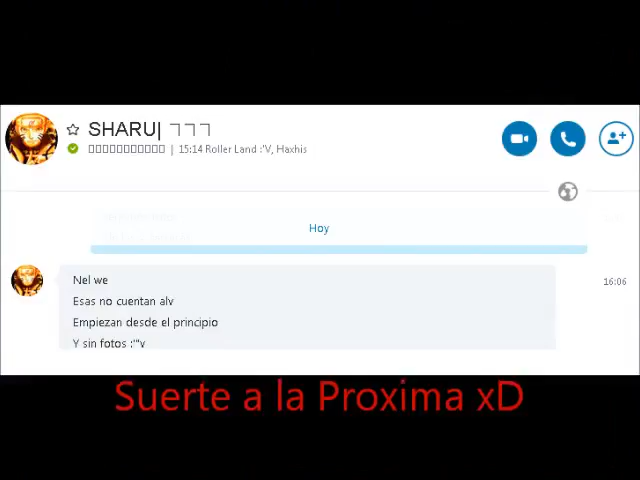 SHARU| ㄱㄱㄱ
| 15:14 Roller Land :'V, Haxhis
Hoy
Nel we
16:06
Esas no cuentan alv
Empiezan desde el principio
Y sin fotos :'"v
Suerte a la Proxima xD